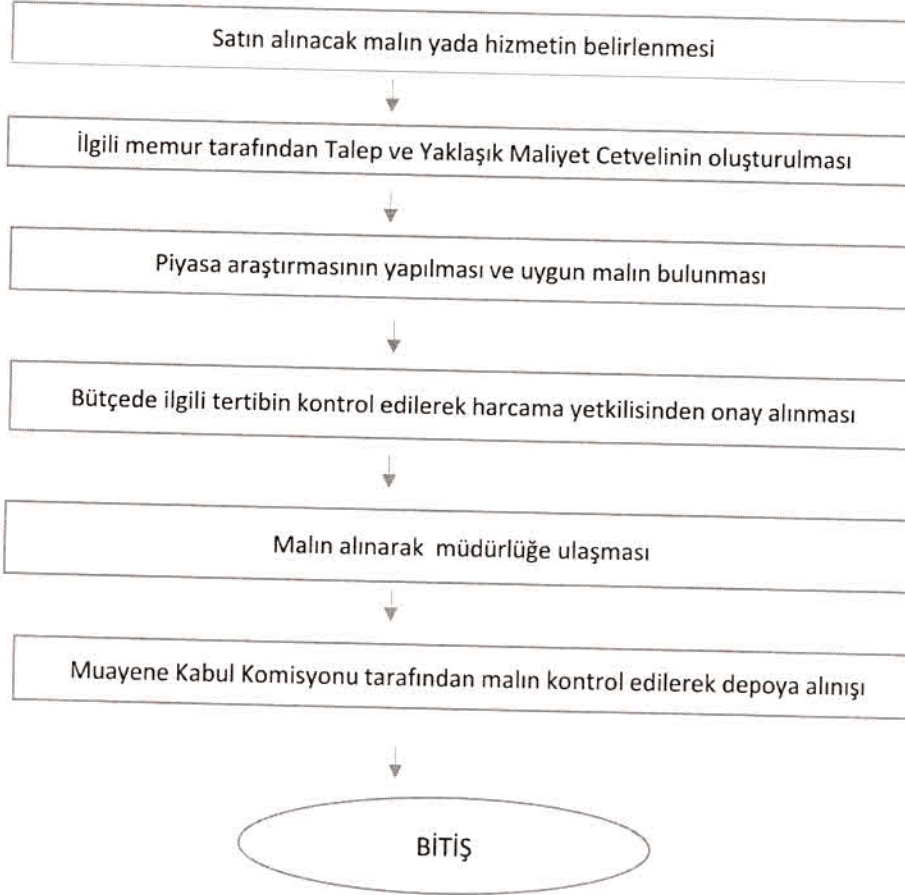 Satın alınacak malın yada hizmetin belirlenmesi
İlgili memur tarafından Talep ve Yaklaşık Maliyet Cetvelinin oluşturulması
Piyasa araştırmasının yapılması ve uygun malın bulunması
Bütçede ilgili tertibin kontrol edilerek harcama yetkilisinden onay alınması
Malın alınarak müdürlüğe ulaşması
Muayene Kabul Komisyonu tarafından malın kontrol edilerek depoya alınışı
BİTİŞ